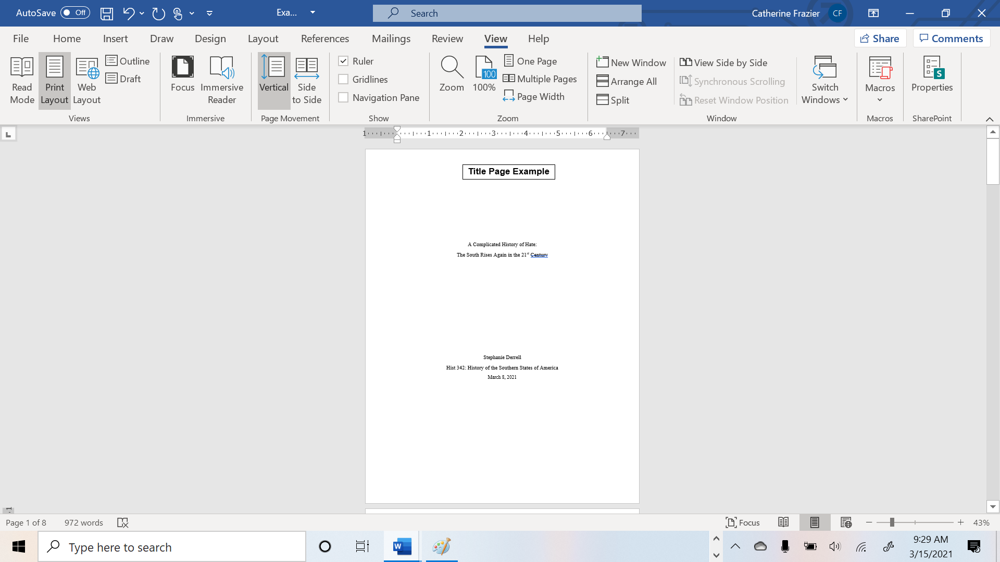 AutoSave Off Exa... Search Catherine Frazier CF
File Home Insert Draw Design Layout References Mailings Review View Help Share Comments
Read Mode
Print Layout
Web Layout
Outline
Draft
Views
Focus
Immersive Reader
Immersive
Vertical
Side to Side
Page Movement
Ruler
Gridlines
Navigation Pane
Show
Zoom
100
100%
One Page
Multiple Pages
Page Width
Zoom
New Window
Arrange All
Split
View Side by Side
Synchronous Scrolling
Reset Window Position
Switch Windows
Window
Macros
Macros
S
Properties
SharePoint
L
1 1 2 3 4 5 6 7
Title Page Example
A Complicated History of Hate:
The South Rises Again in the 21st Century
Stephanie Derrell
Hist 342: History of the Southern States of America
March 8, 2021
1
Page 1 of 8 972 words Focus 43%
Type here to search W 9:29 AM
3/15/2021